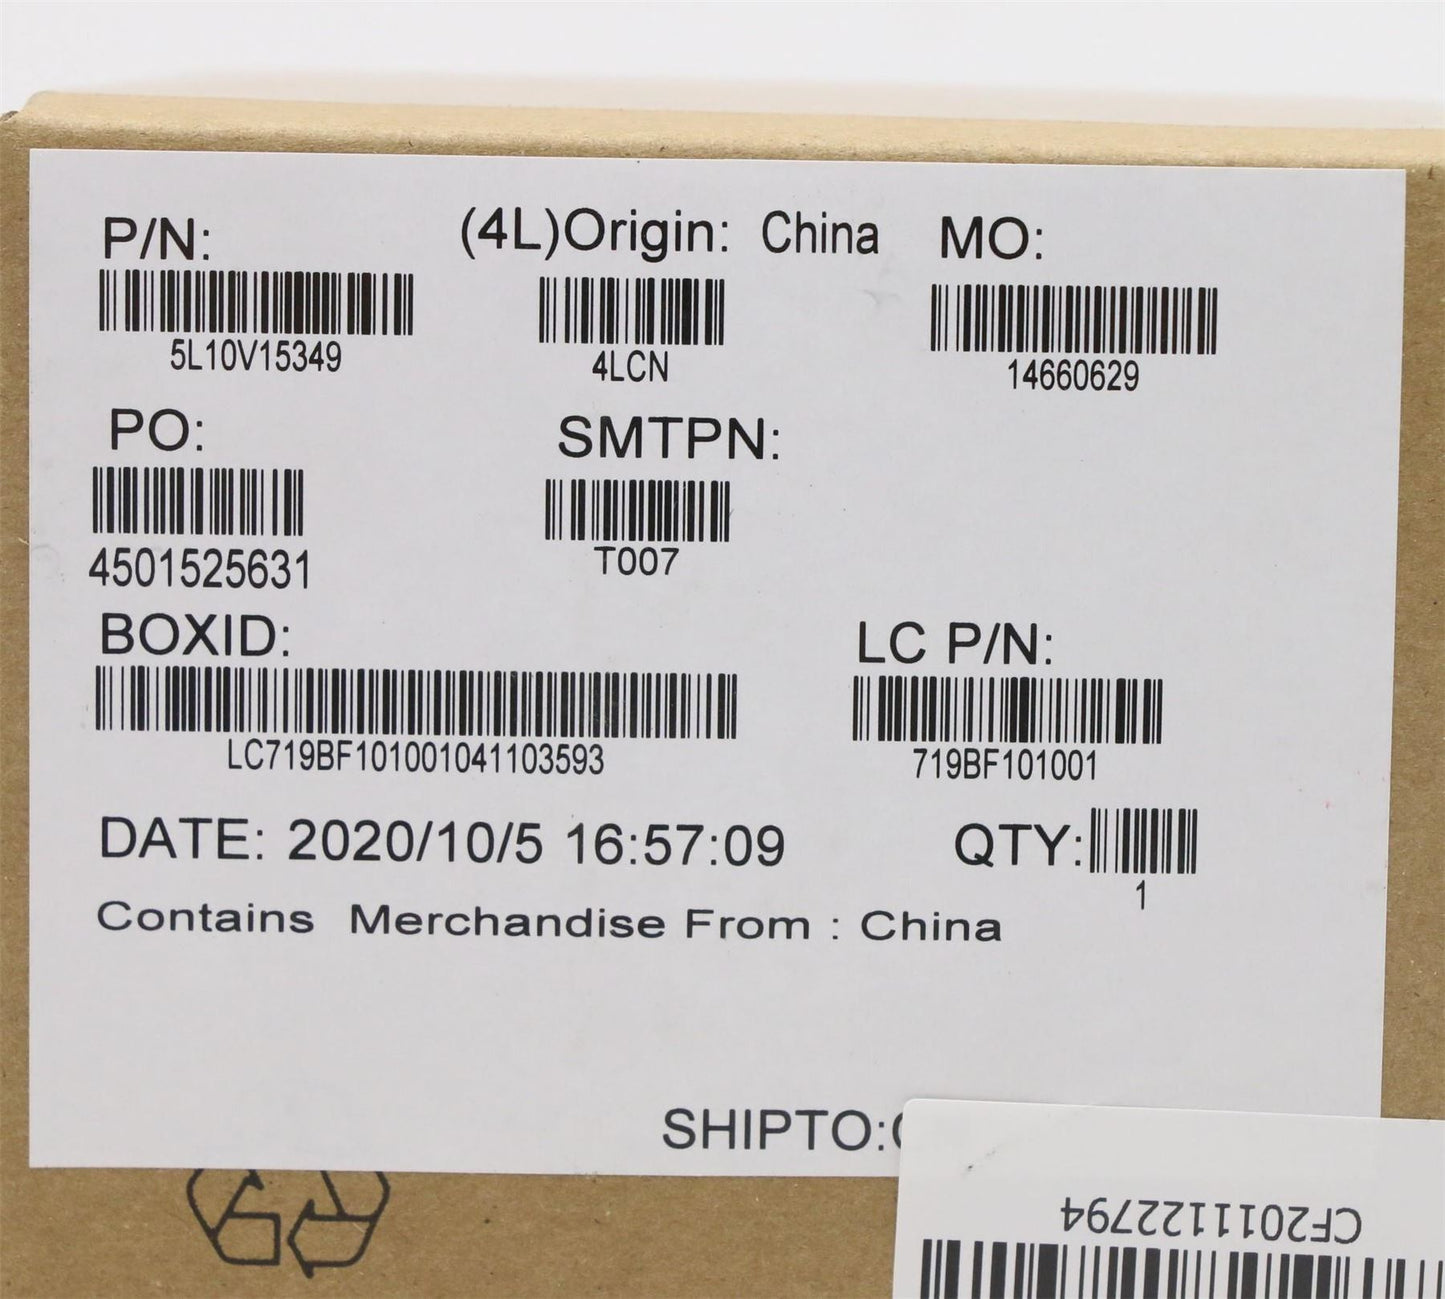 P/N: (4L)Origin: China MO:
5L10V15349 4LCN 14660629
PO: SMTPN:
4501525631 T007
BOXID: LC P/N:
LC719BF101001041103593 719BF101001
DATE: 2020/10/5 16:57:09 QTY:
1
Contains Merchandise From : China
SHIPTO:
CF2011122794